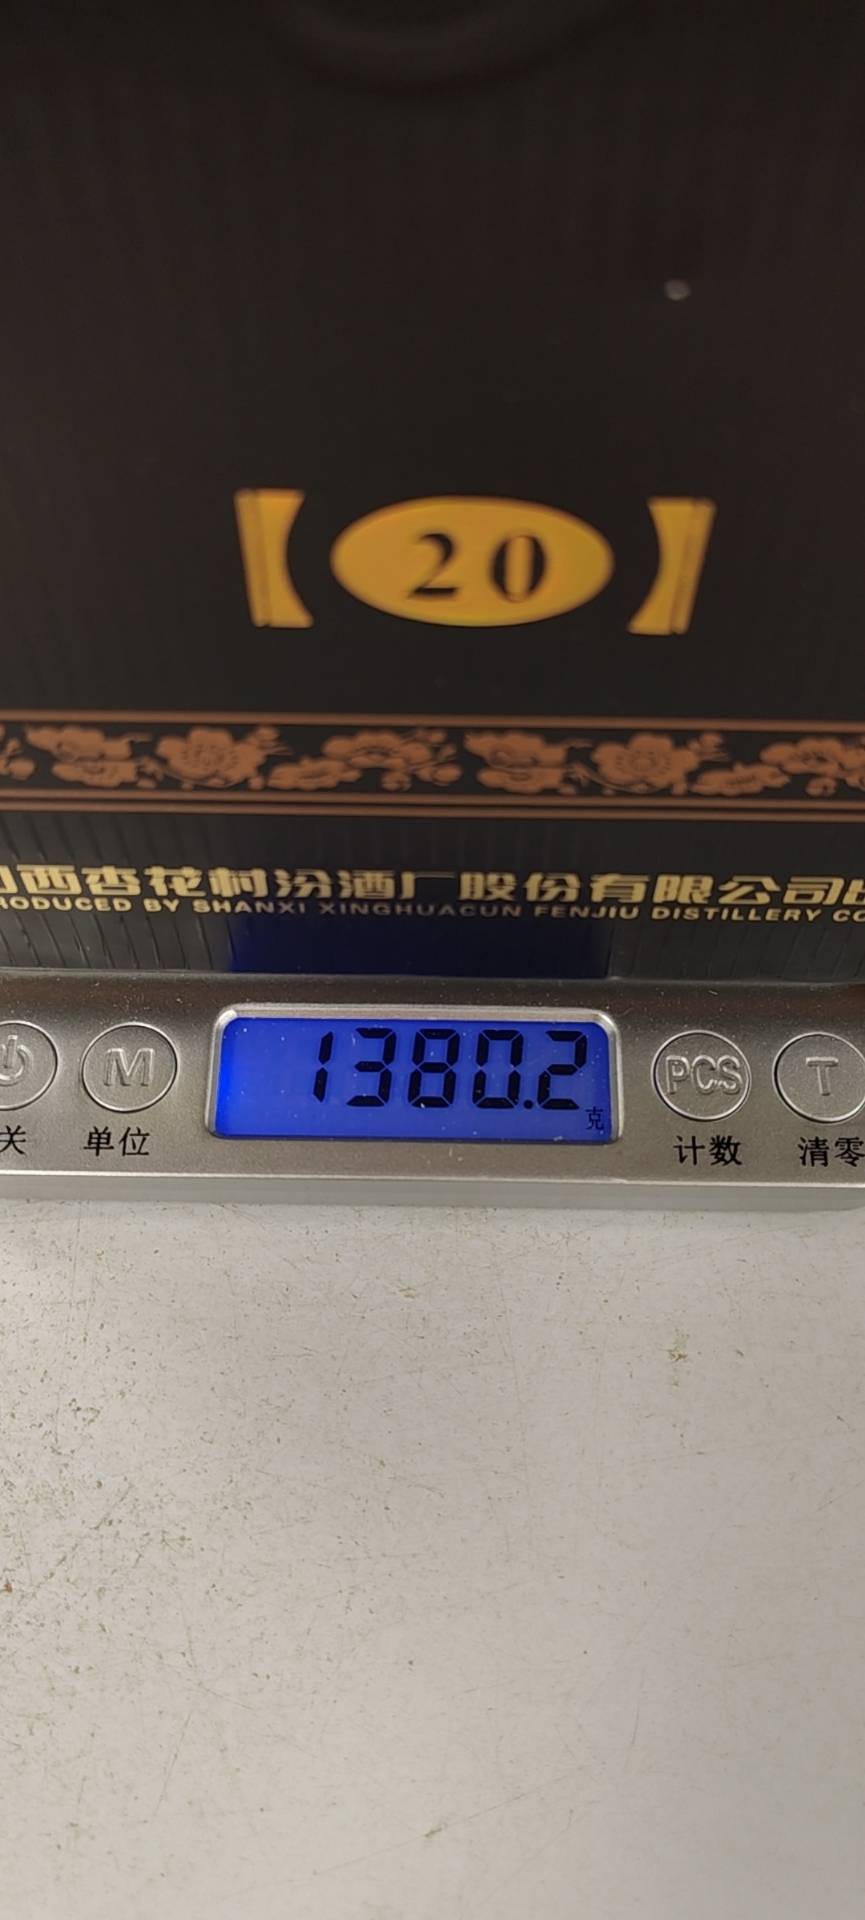 20
西杏花村汾酒厂股份有限公司
RODUCED BY SHANXI XINGHUACUN FENJIU DISTILLERY CO
1380.2
克
M
PCS
T
关
单位
计数
清零